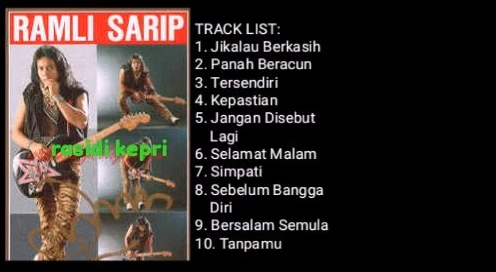 RAMLI SARIP
rasidi kepri
TRACK LIST:
1. Jikalau Berkasih
2. Panah Beracun
3. Tersendiri
4. Kepastian
5. Jangan Disebut
Lagi
6. Selamat Malam
7. Simpati
8. Sebelum Bangga
Diri
9. Bersalam Semula
10. Tanpamu